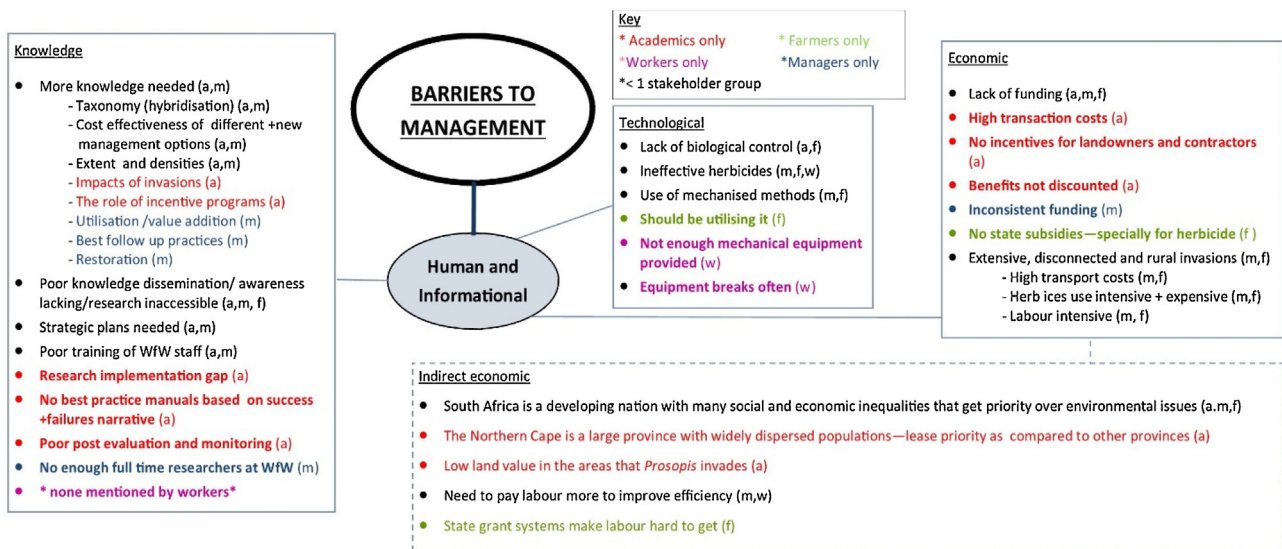 BARRIERS TO
MANAGEMENT
Key
* Academics only
* Farmers only
*Workers only
*Managers only
*< 1 stakeholder group
Human and
Informational
Knowledge
● More knowledge needed (a,m)
- Taxonomy (hybridisation) (a,m)
- Cost effectiveness of different +new
management options (a,m)
- Extent and densities (a,m)
- Impacts of invasions (a)
- The role of incentive programs (a)
- Utilisation /value addition (m)
- Best follow up practices (m)
- Restoration (m)
● Poor knowledge dissemination/ awareness
lacking/research inaccessible (a,m, f)
● Strategic plans needed (a,m)
● Poor training of WfW staff (a,m)
● Research implementation gap (a)
● No best practice manuals based on success
+failures narrative (a)
● Poor post evaluation and monitoring (a)
● No enough full time researchers at WfW (m)
● * none mentioned by workers*
Technological
● Lack of biological control (a,f)
● Ineffective herbicides (m,f,w)
● Use of mechanised methods (m,f)
● Should be utilising it (f)
● Not enough mechanical equipment
provided (w)
● Equipment breaks often (w)
Economic
● Lack of funding (a,m,f)
● High transaction costs (a)
● No incentives for landowners and contractors
(a)
● Benefits not discounted (a)
● Inconsistent funding (m)
● No state subsidies—specially for herbicide (f )
● Extensive, disconnected and rural invasions (m,f)
- High transport costs (m,f)
- Herb ices use intensive + expensive (m,f)
- Labour intensive (m, f)
Indirect economic
● South Africa is a developing nation with many social and economic inequalities that get priority over environmental issues (a.m,f)
● The Northern Cape is a large province with widely dispersed populations—lease priority as compared to other provinces (a)
● Low land value in the areas that Prosopis invades (a)
● Need to pay labour more to improve efficiency (m,w)
● State grant systems make labour hard to get (f)